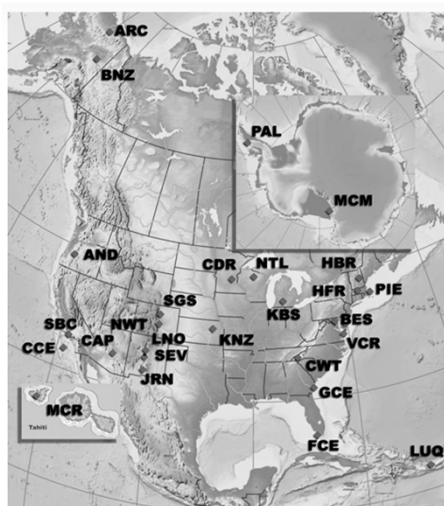 ARC
BNZ
PAL
MCM
AND
CDR
NTL
HBR
HFR
PIE
SGS
KBS
SBC
NWT
BES
CCE
CAP
LNO
KNZ
VCR
SEV
CWT
JRN
GCE
MCR
Tahiti
FCE
LUQ